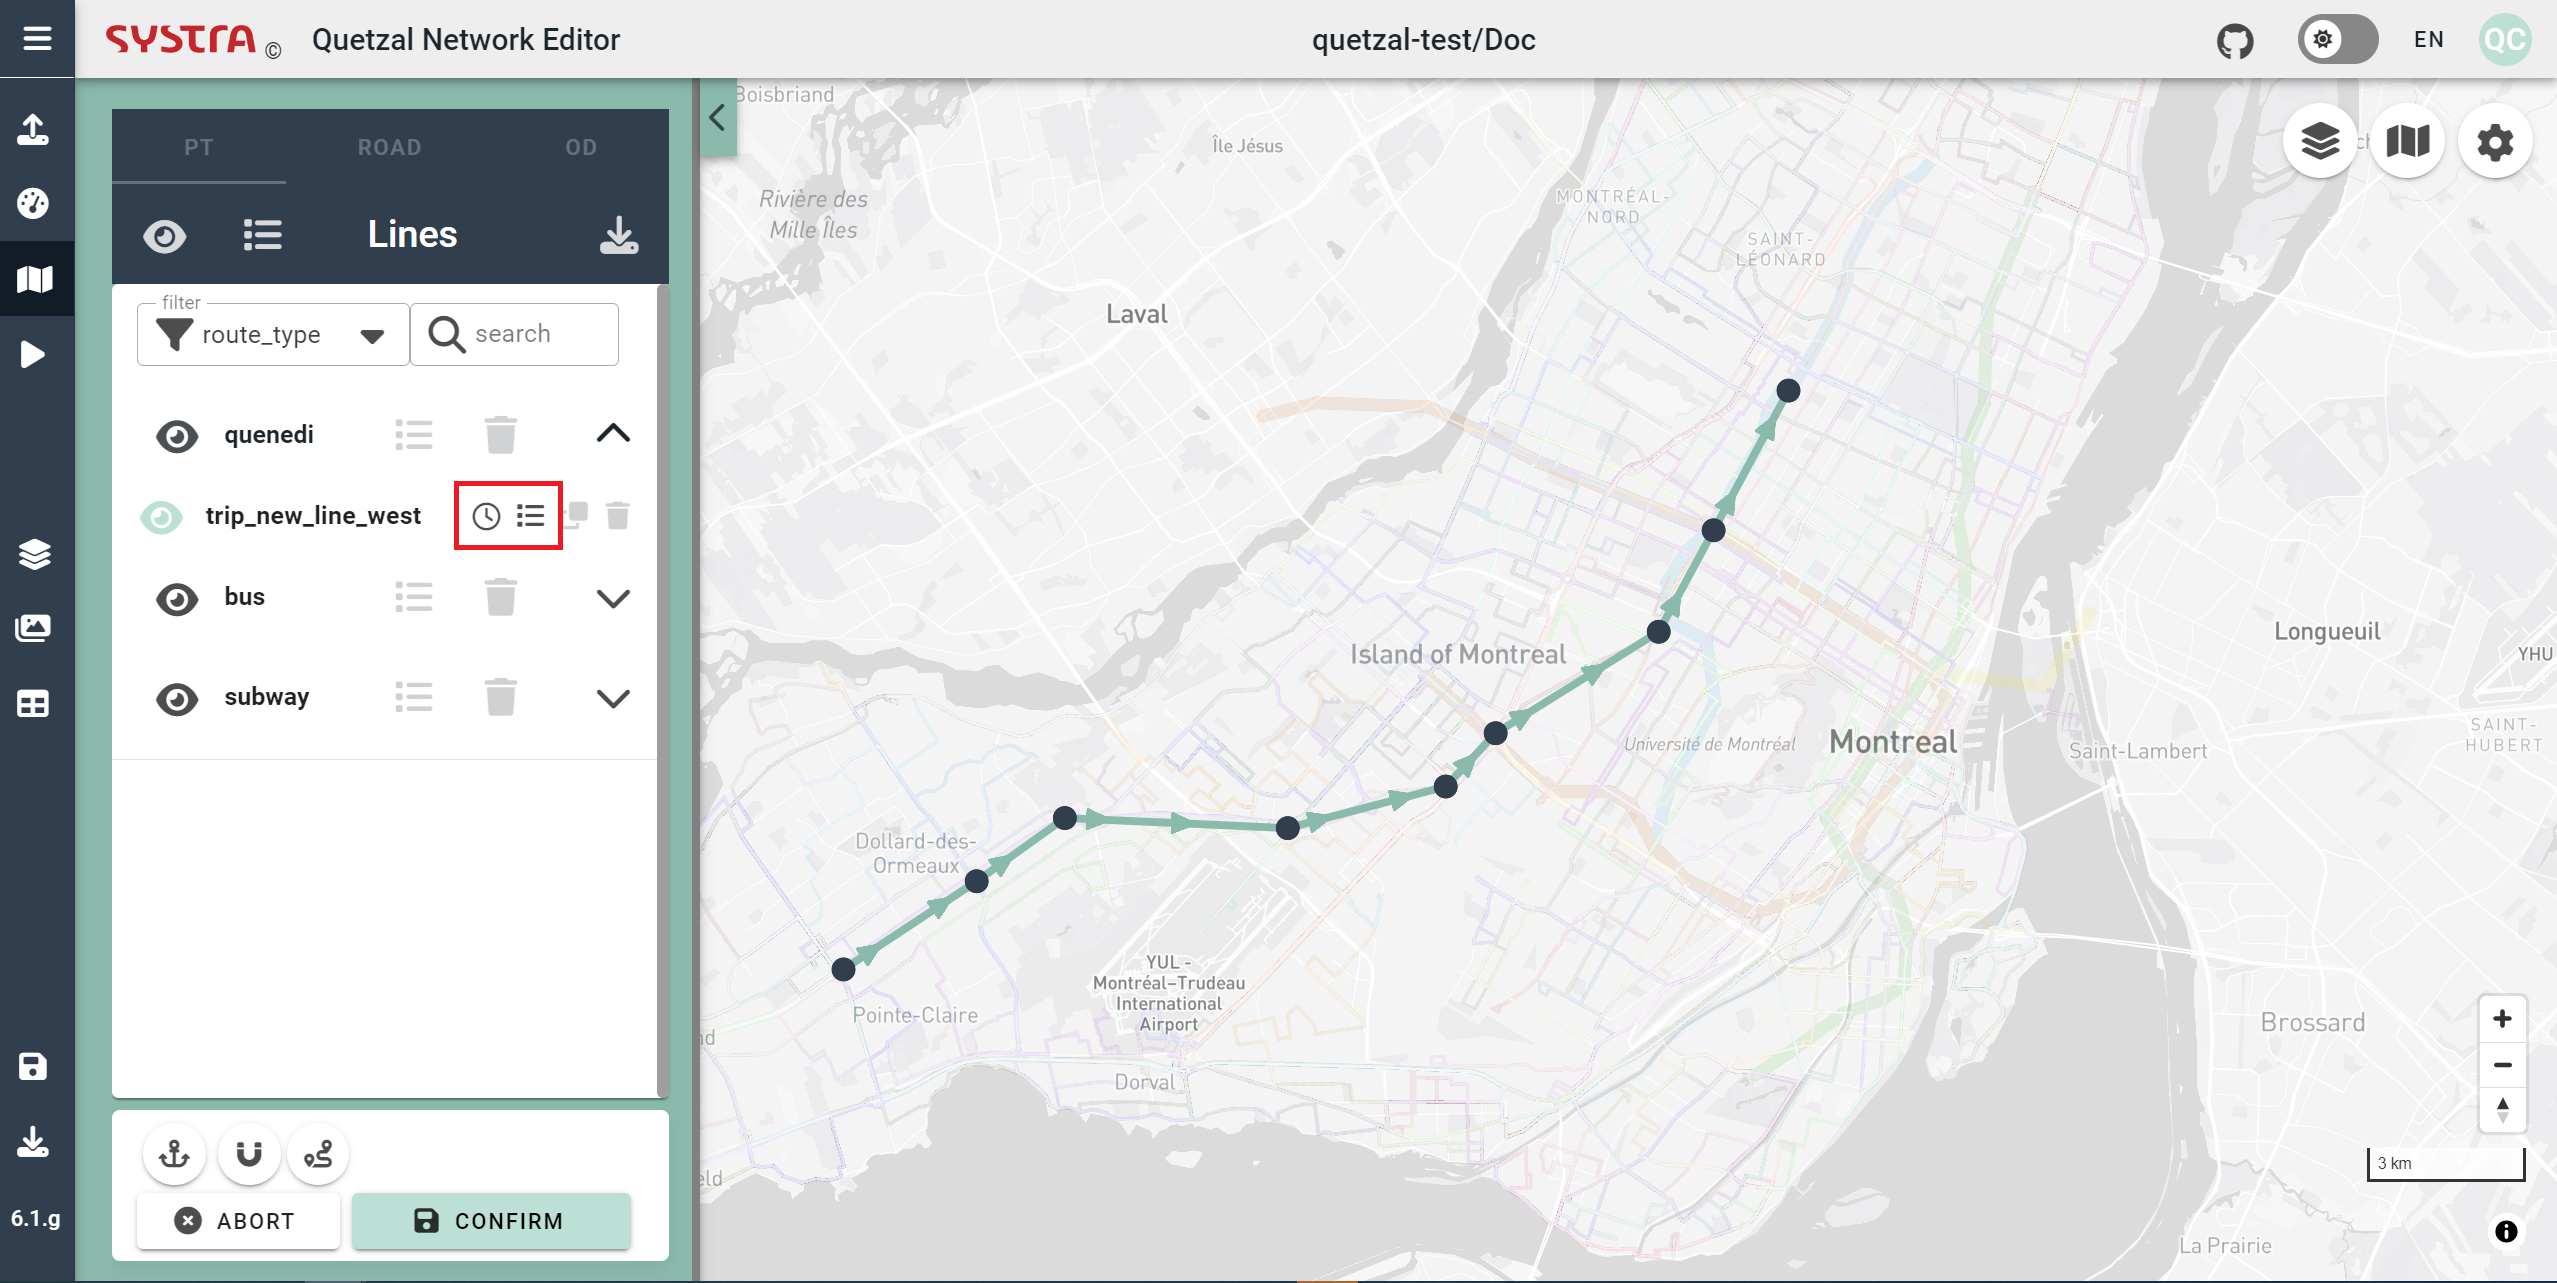 SYSTRA © Quetzal Network Editor
quetzal-test/Doc
EN
QC
PT ROAD OD
Lines
filter
route_type
search
quenedi
trip_new_line_west
bus
subway
ABORT
CONFIRM
6.1.g
Boisbriand
Île Jésus
Rivière des
Mille Îles
MONTRÉAL-
NORD
SAINT-
LÉONARD
Laval
Island of Montreal
Longueuil
YHU
Université de Montréal
Montreal
Saint-Lambert
SAINT-
HUBERT
Dollard-des-
Ormeaux
YUL -
Montréal–Trudeau
International
Airport
Pointe-Claire
Brossard
Dorval
3 km
La Prairie